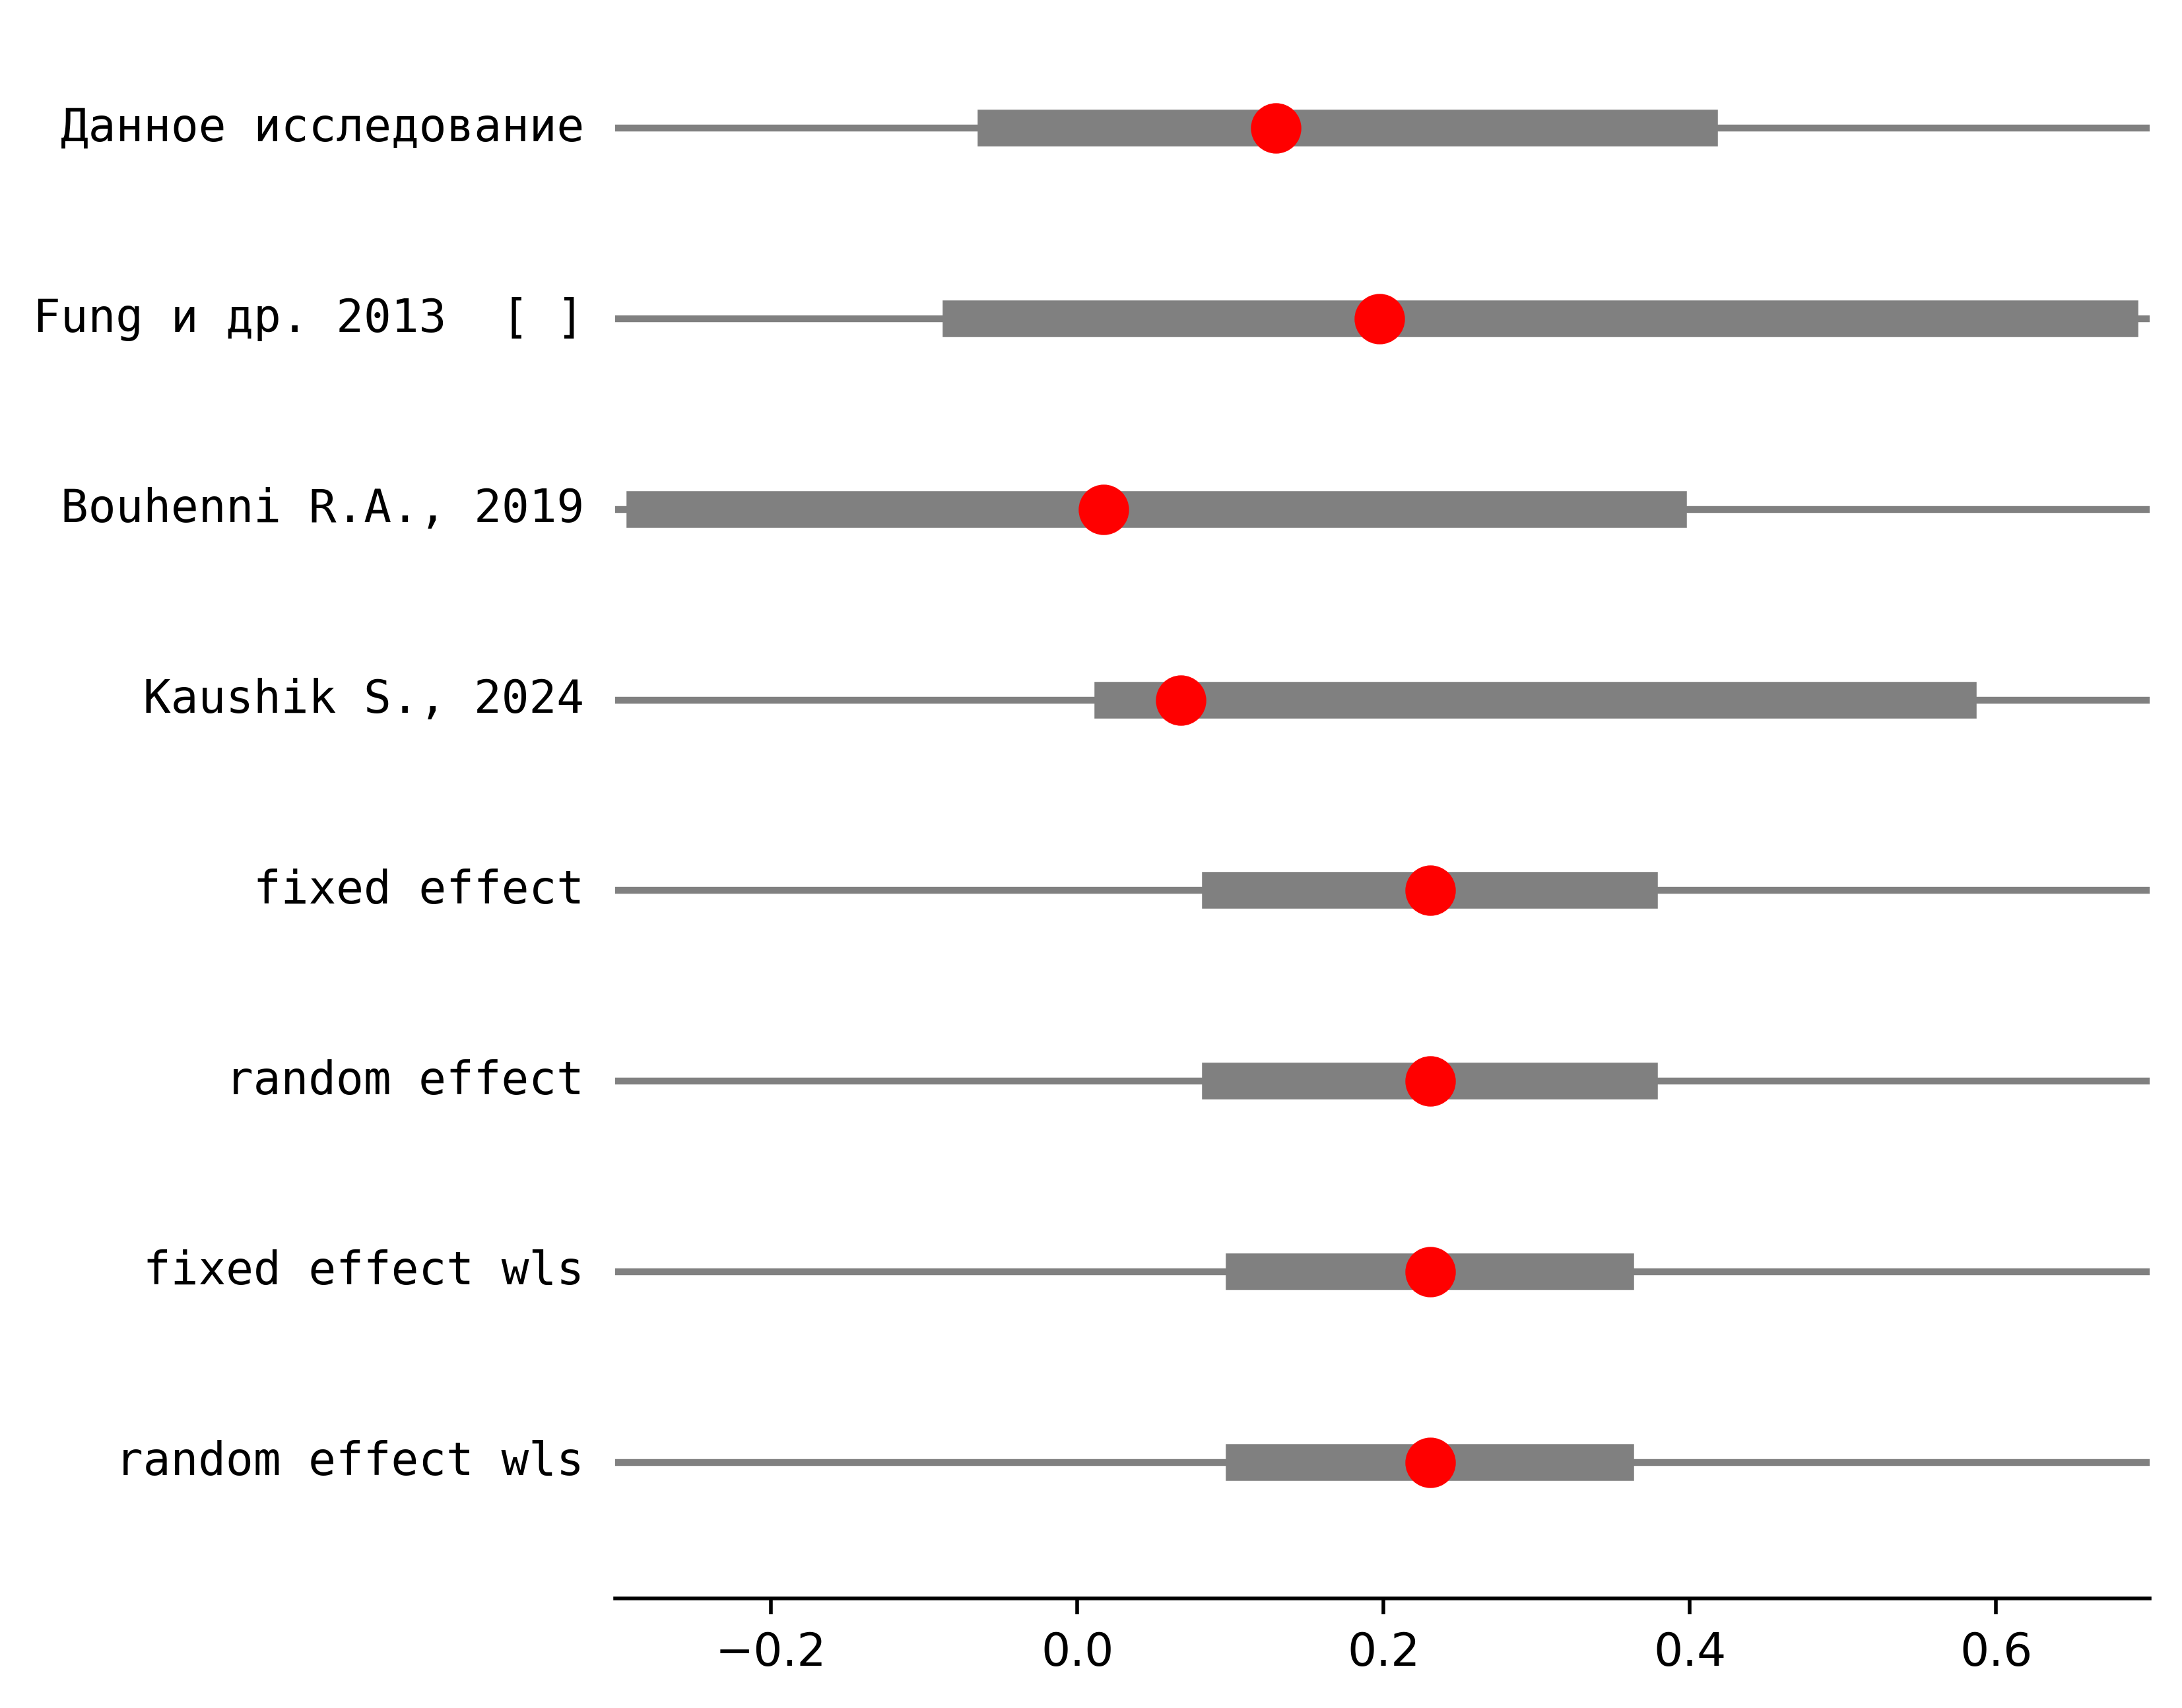 Данное исследование
Fung и др. 2013  [ ]
Bouhenni R.A., 2019
Kaushik S., 2024
fixed effect
random effect
fixed effect wls
random effect wls
−0.2 0.0 0.2 0.4 0.6